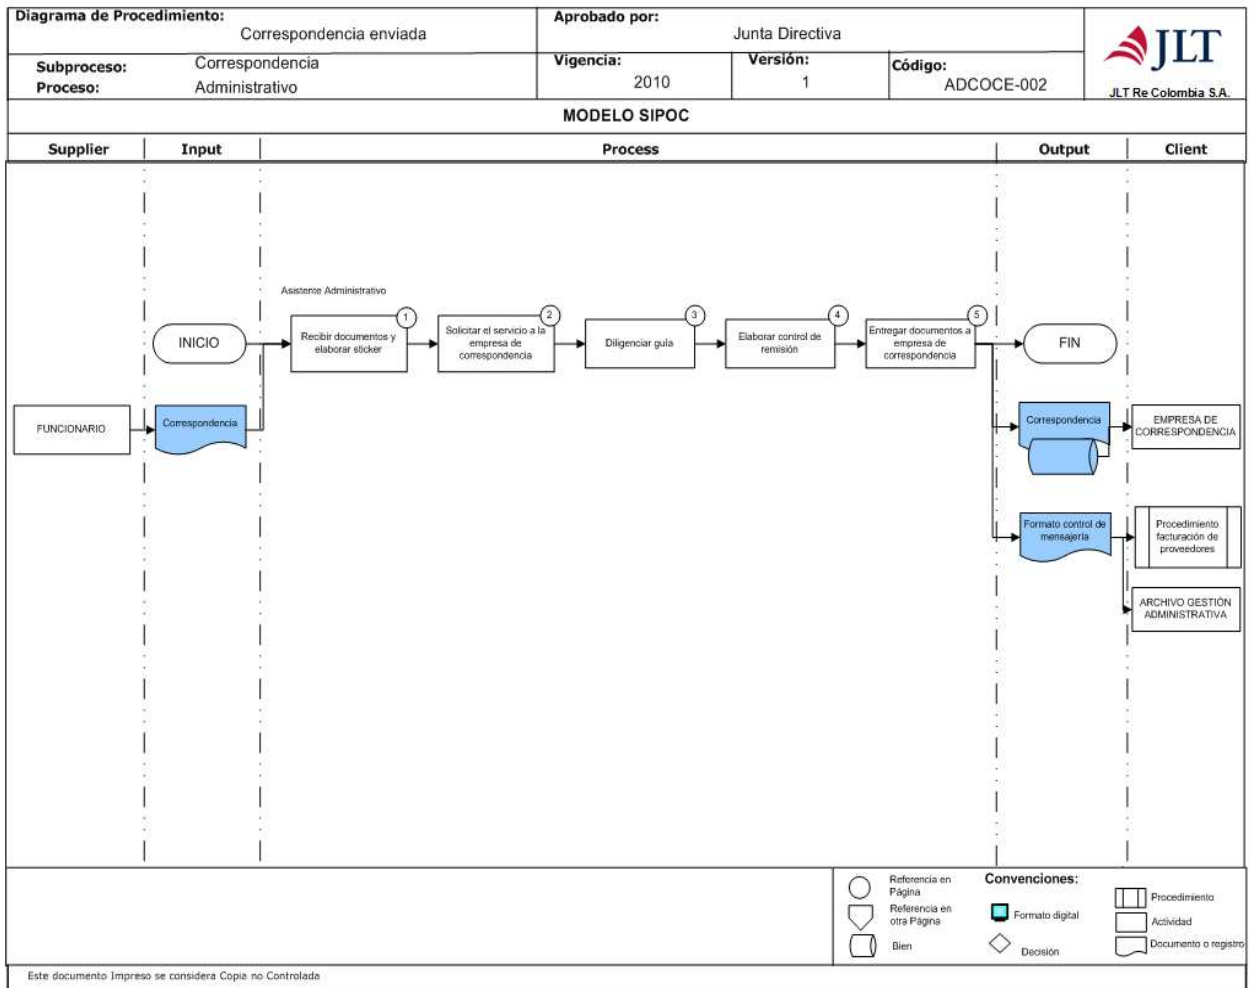 Diagrama de Procedimiento:
Correspondencia enviada
Aprobado por:
Junta Directiva
Subproceso:
Correspondencia
Proceso:
Administrativo
Vigencia:
2010
Versión:
1
Código:
ADCOCE-002
JLT
JLT Re Colombia S.A.
MODELO SIPOC
Supplier
Input
Process
Output
Client
Asistente Administrativo
INICIO
1
Recibir documentos y
elaborar sticker
2
Solicitar el servicio a la
empresa de
correspondencia
3
Diligenciar guía
4
Elaborar control de
remisión
5
Entregar documentos a
empresa de
correspondencia
FIN
FUNCIONARIO
Correspondencia
Correspondencia
EMPRESA DE
CORRESPONDENCIA
Formato control de
mensajería
Procedimiento
facturación de
proveedores
ARCHIVO GESTIÓN
ADMINISTRATIVA
Convenciones:
Referencia en
Página
Referencia en
otra Página
Bien
Formato digital
Decisión
Procedimiento
Actividad
Documento o registro
Este documento Impreso se considera Copia no Controlada